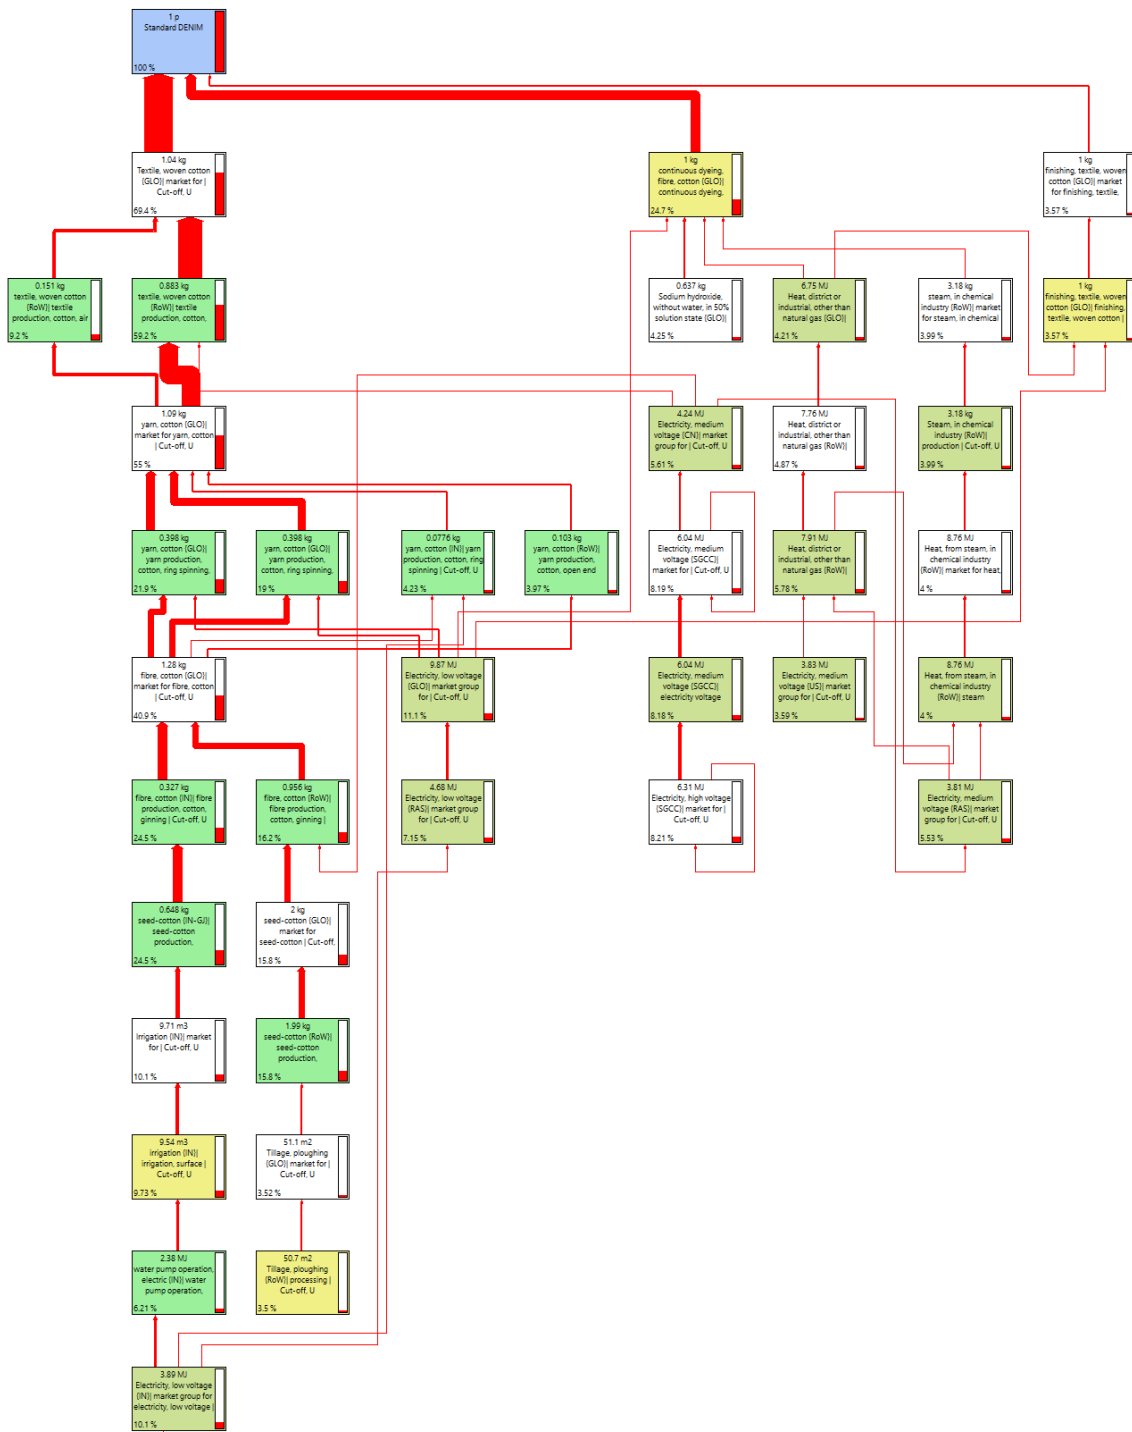 1 p
Standard DENIM
100 %
1.04 kg
Textile, woven cotton
{GLO}| market for |
Cut-off, U
69.4 %
1 kg
continuous dyeing,
fibre, cotton {GLO}|
continuous dyeing,
24.7 %
1 kg
finishing, textile, woven
cotton {GLO}| market
for finishing, textile,
3.57 %
0.151 kg
textile, woven cotton
{RoW}| textile
production, cotton, air
9.2 %
0.883 kg
textile, woven cotton
{RoW}| textile
production, cotton,
59.2 %
0.637 kg
Sodium hydroxide,
without water, in 50%
solution state {GLO}|
4.25 %
6.75 MJ
Heat, district or
industrial, other than
natural gas {GLO}|
4.21 %
3.18 kg
steam, in chemical
industry {RoW}| market
for steam, in chemical
3.99 %
1 kg
finishing, textile, woven
cotton {GLO}| finishing,
textile, woven cotton |
3.57 %
1.09 kg
yarn, cotton {GLO}|
market for yarn, cotton
| Cut-off, U
55 %
4.24 MJ
Electricity, medium
voltage {CN}| market
group for | Cut-off, U
5.61 %
7.76 MJ
Heat, district or
industrial, other than
natural gas {RoW}|
4.87 %
3.18 kg
Steam, in chemical
industry {RoW}|
production | Cut-off, U
3.99 %
0.398 kg
yarn, cotton {GLO}|
yarn production,
cotton, ring spinning,
21.9 %
0.398 kg
yarn, cotton {GLO}|
yarn production,
cotton, ring spinning,
19 %
0.0776 kg
yarn, cotton {IN}| yarn
production, cotton, ring
spinning | Cut-off, U
4.23 %
0.103 kg
yarn, cotton {RoW}|
yarn production,
cotton, open end
3.97 %
6.04 MJ
Electricity, medium
voltage {SGCC}|
market for | Cut-off, U
8.19 %
7.91 MJ
Heat, district or
industrial, other than
natural gas {RoW}|
5.78 %
8.76 MJ
Heat, from steam, in
chemical industry
{RoW}| market for heat,
4 %
1.28 kg
fibre, cotton {GLO}|
market for fibre, cotton
| Cut-off, U
40.9 %
9.87 MJ
Electricity, low voltage
{GLO}| market group
for | Cut-off, U
11.1 %
6.04 MJ
Electricity, medium
voltage {SGCC}|
electricity voltage
8.18 %
3.83 MJ
Electricity, medium
voltage {US}| market
group for | Cut-off, U
3.59 %
8.76 MJ
Heat, from steam, in
chemical industry
{RoW}| steam
4 %
0.327 kg
fibre, cotton {IN}| fibre
production, cotton,
ginning | Cut-off, U
24.5 %
0.956 kg
fibre, cotton {RoW}|
fibre production,
cotton, ginning |
16.2 %
4.68 MJ
Electricity, low voltage
{RAS}| market group
for | Cut-off, U
7.15 %
6.31 MJ
Electricity, high voltage
{SGCC}| market for |
Cut-off, U
8.21 %
3.81 MJ
Electricity, medium
voltage {RAS}| market
group for | Cut-off, U
5.53 %
0.648 kg
seed-cotton {IN-GJ}|
seed-cotton
production,
24.5 %
2 kg
seed-cotton {GLO}|
market for
seed-cotton | Cut-off,
15.8 %
9.71 m3
Irrigation {IN}| market
for | Cut-off, U
10.1 %
1.99 kg
seed-cotton {RoW}|
seed-cotton
production,
15.8 %
9.54 m3
irrigation {IN}|
irrigation, surface |
Cut-off, U
9.73 %
51.1 m2
Tillage, ploughing
{GLO}| market for |
Cut-off, U
3.52 %
2.38 MJ
water pump operation,
electric {IN}| water
pump operation,
6.21 %
50.7 m2
Tillage, ploughing
{RoW}| processing |
Cut-off, U
3.5 %
3.89 MJ
Electricity, low voltage
{IN}| market group for
electricity, low voltage |
10.1 %